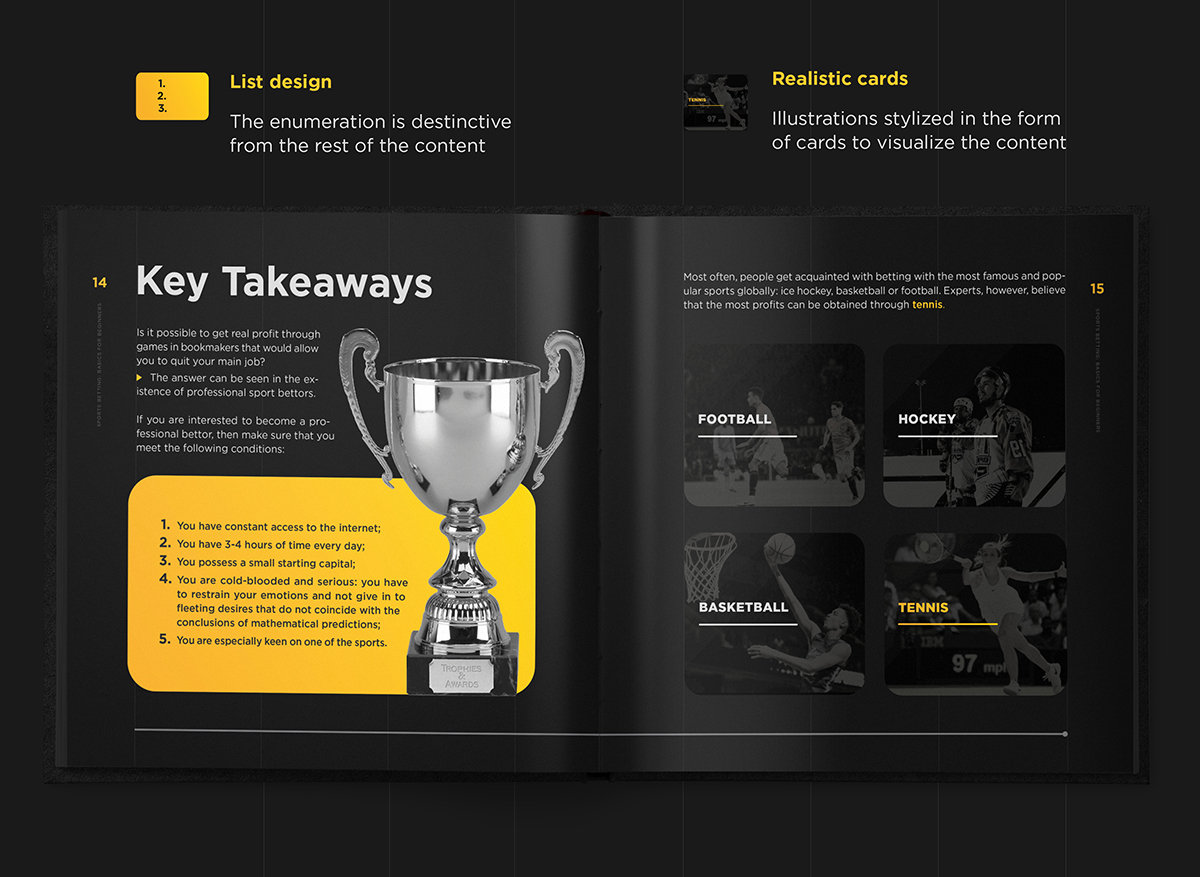 1.
2.
3.
List design
The enumeration is destinctive
from the rest of the content
TENNIS
97
Realistic cards
Illustrations stylized in the form
of cards to visualize the content
14
SPORTS BETTING: BASICS FOR BEGINNERS
Key Takeaways
Is it possible to get real profit through
games in bookmakers that would allow
you to quit your main job?
The answer can be seen in the ex-
istence of professional sport bettors.
If you are interested to become a pro-
fessional bettor, then make sure that you
meet the following conditions:
1. You have constant access to the internet;
2. You have 3-4 hours of time every day;
3. You possess a small starting capital;
4. You are cold-blooded and serious: you have
to restrain your emotions and not give in to
fleeting desires that do not coincide with the
conclusions of mathematical predictions;
5. You are especially keen on one of the sports.
TROPHIES
&
AWARDS
Most often, people get acquainted with betting with the most famous and pop-
ular sports globally: ice hockey, basketball or football. Experts, however, believe
that the most profits can be obtained through tennis.
15
SPORTS BETTING: BASICS FOR BEGINNERS
FOOTBALL
HOCKEY
BASKETBALL
TENNIS
IBM
97 mph